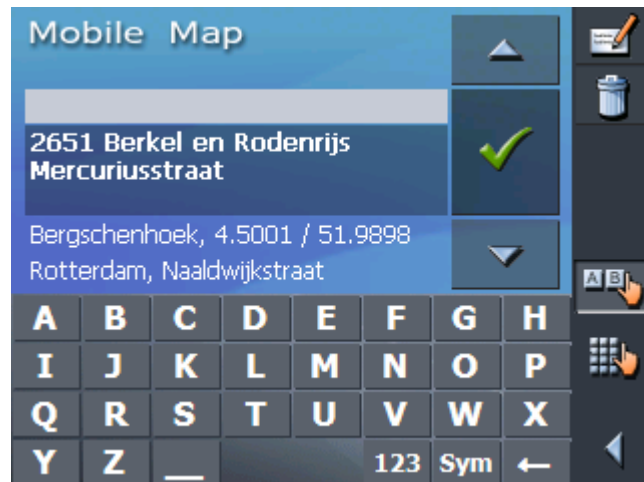 Mobile Map
2651 Berkel en Rodenrijs
Mercuriusstraat
Bergschenhoek, 4.5001 / 51.9898
Rotterdam, Naaldwijkstraat
A B
A B C D E F G H
I J K L M N O P
Q R S T U V W X
Y Z _ 123 Sym ←